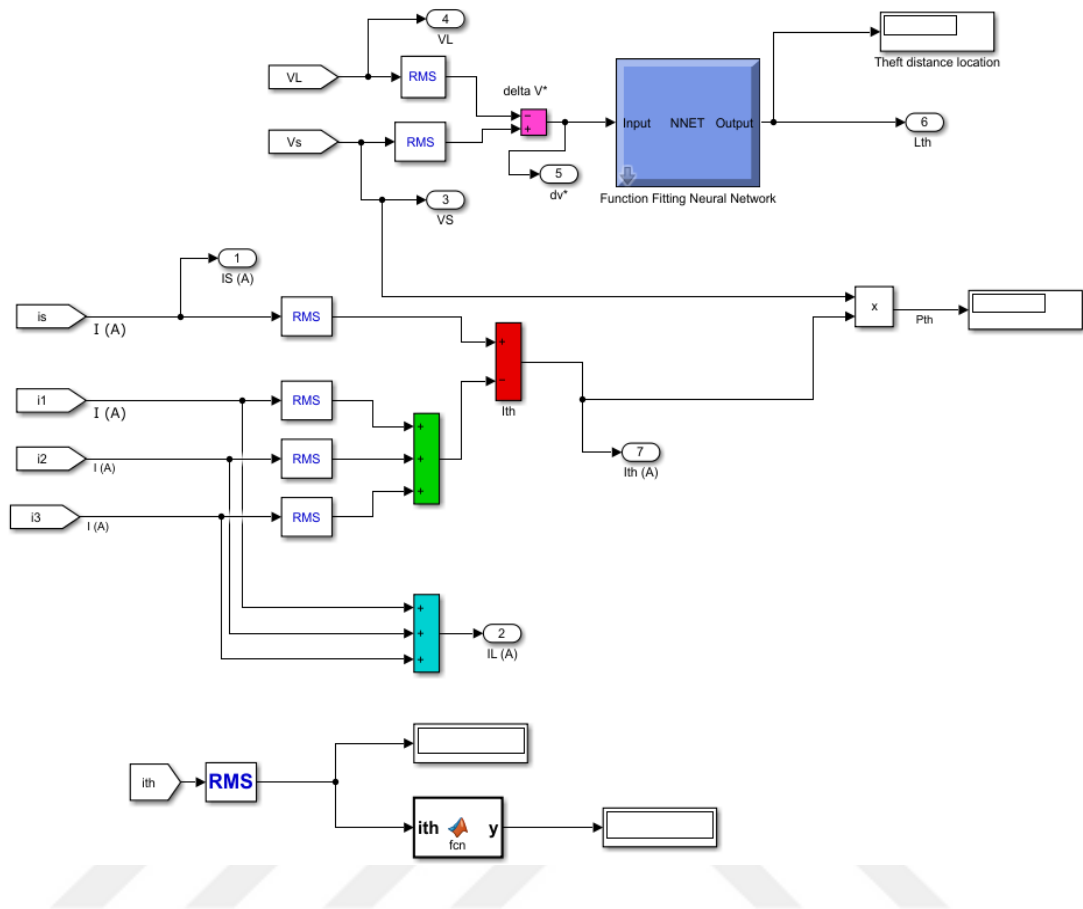 4
VL
VL
RMS
Theft distance location
delta V*
−
+
Vs
RMS
Input NNET Output
6
Lth
5
dv*
Function Fitting Neural Network
3
VS
1
IS (A)
is
I (A)
RMS
x
Pth
+
−
Ith
i1
I (A)
RMS
+
i2
I (A)
RMS
+
7
Ith (A)
+
i3
I (A)
RMS
+
+
2
IL (A)
+
ith
RMS
ith y
fcn